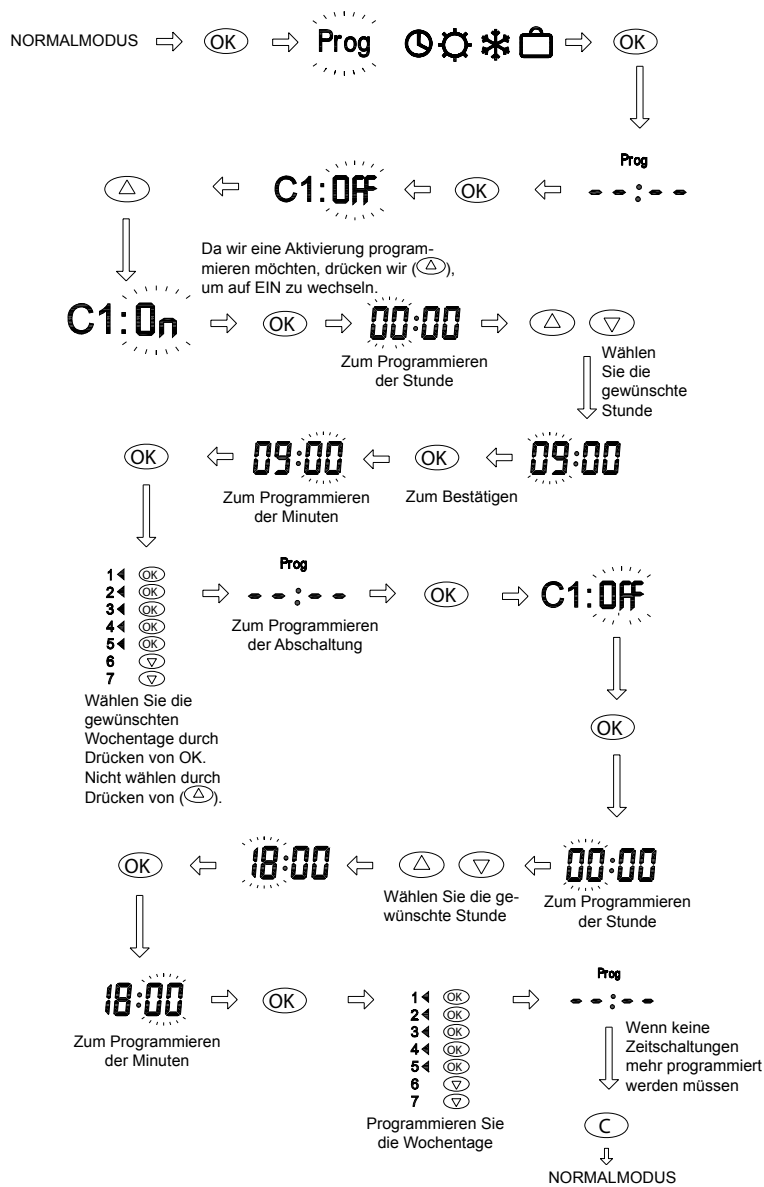 NORMALMODUS OK Prog OK
Prog
C1:OFF OK --:--
Da wir eine Aktivierung program-
mieren möchten, drücken wir (△),
um auf EIN zu wechseln.
C1:On OK 00:00
Zum Programmieren
der Stunde
Wählen
Sie die
gewünschte
Stunde
OK 09:00 OK 09:00
Zum Programmieren
der Minuten
Zum Bestätigen
1 OK
2 OK
3 OK
4 OK
5 OK
6
7
Wählen Sie die
gewünschten
Wochentage durch
Drücken von OK.
Nicht wählen durch
Drücken von (△).
Prog
--:-- OK C1:OFF
Zum Programmieren
der Abschaltung
OK
OK 18:00 00:00
Wählen Sie die ge-
wünschte Stunde
Zum Programmieren
der Stunde
18:00 OK
Zum Programmieren
der Minuten
1 OK
2 OK
3 OK
4 OK
5 OK
6
7
Programmieren Sie
die Wochentage
Prog
--:--
Wenn keine
Zeitschaltungen
mehr programmiert
werden müssen
C
NORMALMODUS